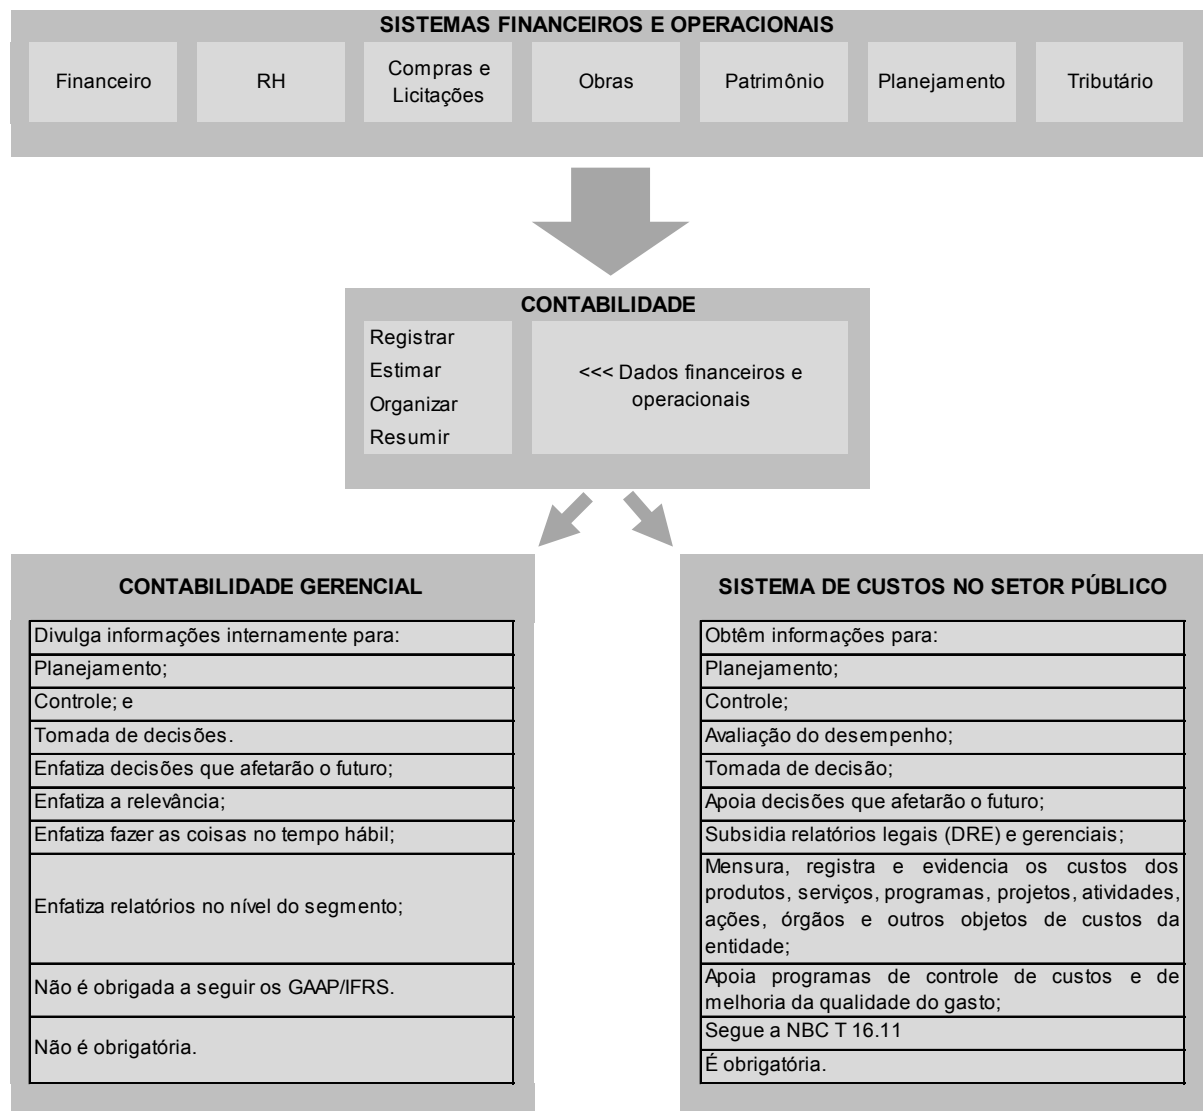 SISTEMAS FINANCEIROS E OPERACIONAIS
Financeiro
RH
Compras e
Licitações
Obras
Patrimônio
Planejamento
Tributário
CONTABILIDADE
Registrar
Estimar
Organizar
Resumir
<<< Dados financeiros e
operacionais
CONTABILIDADE GERENCIAL
Divulga informações internamente para:
Planejamento;
Controle; e
Tomada de decisões.
Enfatiza decisões que afetarão o futuro;
Enfatiza a relevância;
Enfatiza fazer as coisas no tempo hábil;
Enfatiza relatórios no nível do segmento;
Não é obrigada a seguir os GAAP/IFRS.
Não é obrigatória.
SISTEMA DE CUSTOS NO SETOR PÚBLICO
Obtêm informações para:
Planejamento;
Controle;
Avaliação do desempenho;
Tomada de decisão;
Apoia decisões que afetarão o futuro;
Subsidia relatórios legais (DRE) e gerenciais;
Mensura, registra e evidencia os custos dos
produtos, serviços, programas, projetos, atividades,
ações, órgãos e outros objetos de custos da
entidade;
Apoia programas de controle de custos e de
melhoria da qualidade do gasto;
Segue a NBC T 16.11
É obrigatória.